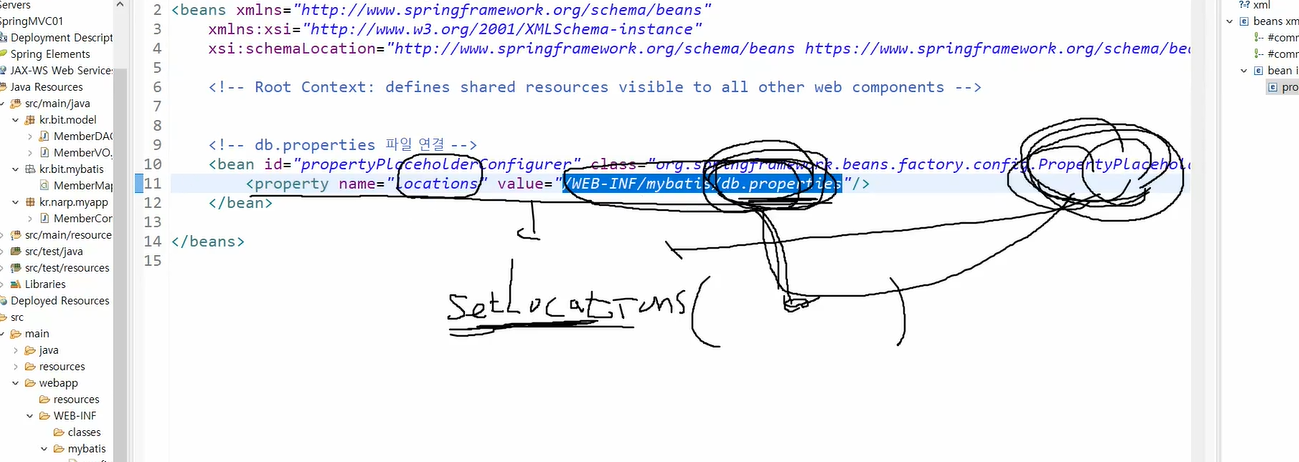 Servers
SpringMVC01
Deployment Descript
Spring Elements
JAX-WS Web Service
Java Resources
src/main/java
kr.bit.model
MemberDAO
MemberVO.
kr.bit.mybatis
MemberMap
kr.narp.myapp
MemberCon
src/main/resource
src/test/java
src/test/resources
Libraries
Deployed Resources
src
main
java
resources
webapp
resources
WEB-INF
classes
mybatis
2 <beans xmlns="http://www.springframework.org/schema/beans"
3 xmlns:xsi="http://www.w3.org/2001/XMLSchema-instance"
4 xsi:schemaLocation="http://www.springframework.org/schema/beans https://www.springframework.org/schema/bea
5
6 <!-- Root Context: defines shared resources visible to all other web components -->
7
8
9 <!-- db.properties 파일 연결 -->
10 <bean id="propertyPlaceholderConfigurer" class="org.springframework.beans.factory.config.PropertyPlacehol
11 <property name="locations" value="/WEB-INF/mybatis/db.properties"/>
12 </bean>
13
14 </beans>
15
SetLocations( )
xml
beans xm
#comm
#comm
bean i
pro